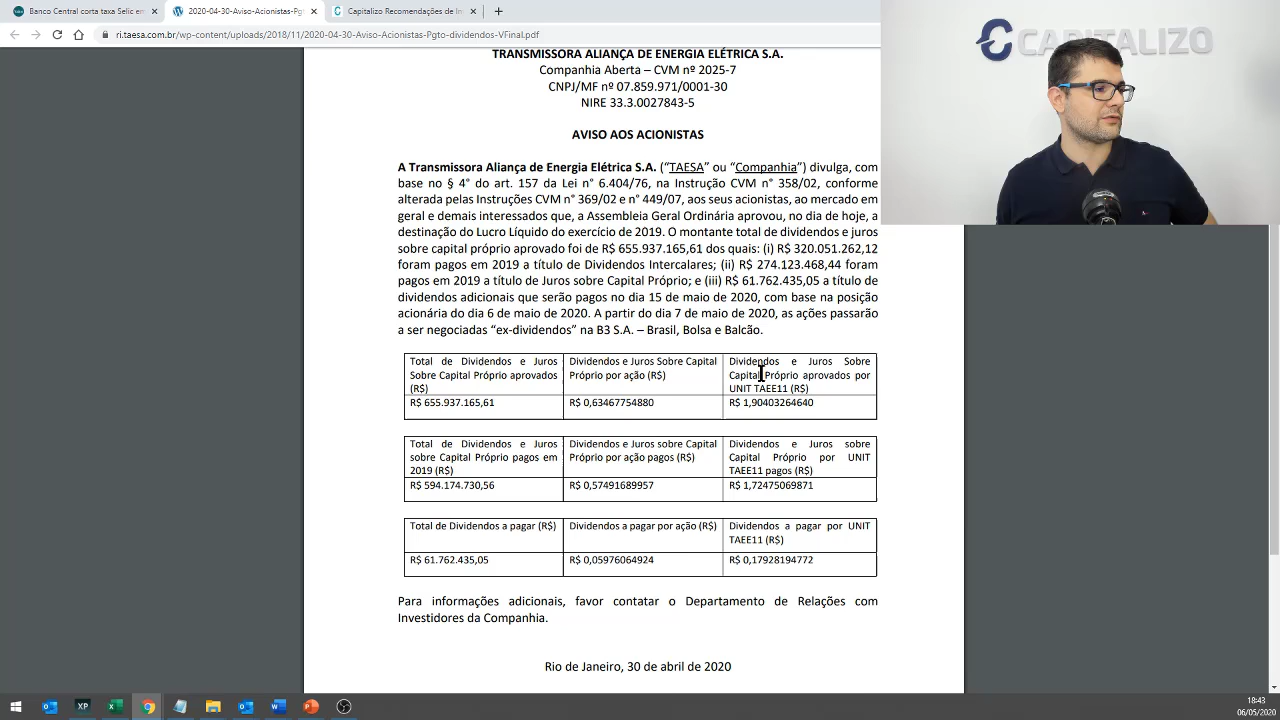 Banco Central corta taxa Selic em
2020-04-30-Aviso-Acionistas-Pg
Capitalizo Recomendações de In
ri.taesa.com.br/wp-content/uploads/2018/11/2020-04-30-Aviso-Acionistas-Pgto-dividendos-VFinal.pdf
CAPITALIZO
TRANSMISSORA ALIANÇA DE ENERGIA ELÉTRICA S.A.
Companhia Aberta – CVM nº 2025-7
CNPJ/MF nº 07.859.971/0001-30
NIRE 33.3.0027843-5
AVISO AOS ACIONISTAS
A Transmissora Aliança de Energia Elétrica S.A. (“TAESA” ou “Companhia”) divulga, com
base no § 4° do art. 157 da Lei n° 6.404/76, na Instrução CVM n° 358/02, conforme
alterada pelas Instruções CVM n° 369/02 e n° 449/07, aos seus acionistas, ao mercado em
geral e demais interessados que, a Assembleia Geral Ordinária aprovou, no dia de hoje, a
destinação do Lucro Líquido do exercício de 2019. O montante total de dividendos e juros
sobre capital próprio aprovado foi de R$ 655.937.165,61 dos quais: (i) R$ 320.051.262,12
foram pagos em 2019 a título de Dividendos Intercalares; (ii) R$ 274.123.468,44 foram
pagos em 2019 a título de Juros sobre Capital Próprio; e (iii) R$ 61.762.435,05 a título de
dividendos adicionais que serão pagos no dia 15 de maio de 2020, com base na posição
acionária do dia 6 de maio de 2020. A partir do dia 7 de maio de 2020, as ações passarão
a ser negociadas “ex-dividendos” na B3 S.A. – Brasil, Bolsa e Balcão.
Total de Dividendos e Juros
Sobre Capital Próprio aprovados
(R$)
Dividendos e Juros Sobre Capital
Próprio por ação (R$)
Dividendos e Juros Sobre
Capital Próprio aprovados por
UNIT TAEE11 (R$)
R$ 655.937.165,61
R$ 0,63467754880
R$ 1,90403264640
Total de Dividendos e Juros
sobre Capital Próprio pagos em
2019 (R$)
Dividendos e Juros sobre Capital
Próprio por ação pagos (R$)
Dividendos e Juros sobre
Capital Próprio por UNIT
TAEE11 pagos (R$)
R$ 594.174.730,56
R$ 0,57491689957
R$ 1,72475069871
Total de Dividendos a pagar (R$)
Dividendos a pagar por ação (R$)
Dividendos a pagar por UNIT
TAEE11 (R$)
R$ 61.762.435,05
R$ 0,05976064924
R$ 0,17928194772
Para informações adicionais, favor contatar o Departamento de Relações com
Investidores da Companhia.
Rio de Janeiro, 30 de abril de 2020
XP
18:43
06/05/2020